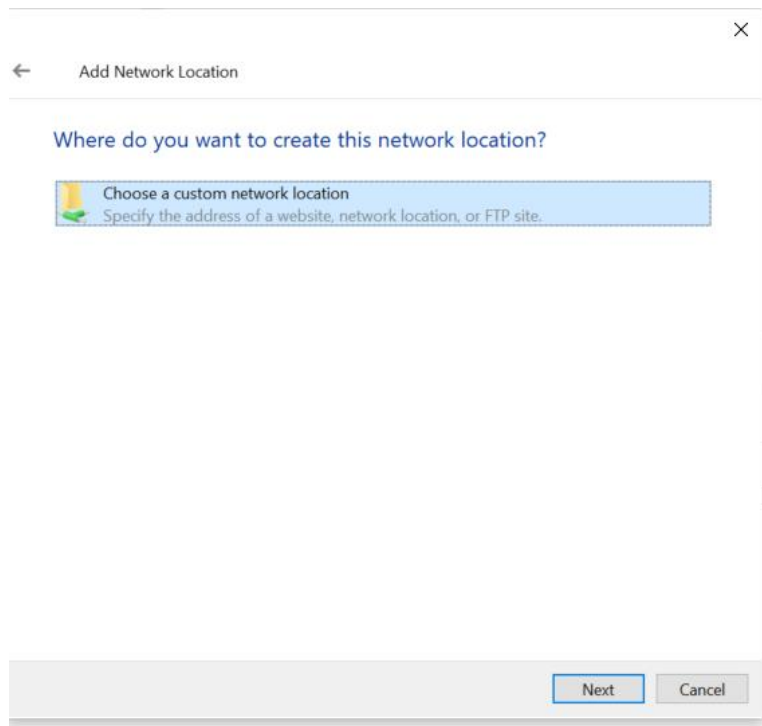 Add Network Location
Where do you want to create this network location?
Choose a custom network location
Specify the address of a website, network location, or FTP site.
Next
Cancel